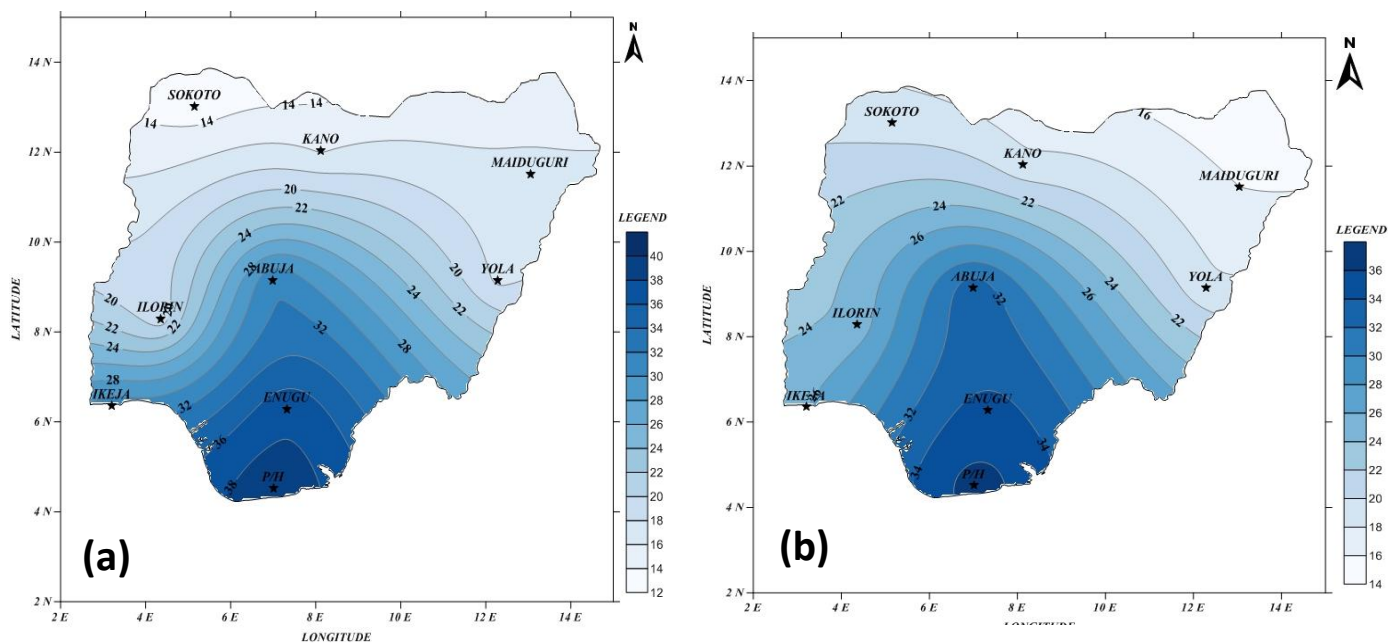 N
14 N
12 N
10 N
8 N
6 N
4 N
2 N
LATITUDE
SOKOTO
14
14
14
14
KANO
MAIDUGURI
20
22
24
28
ABUJA
YOLA
20
20
ILORIN
20
22
22
24
24
22
28
32
28
IKEJA
32
ENUGU
36
P/H
38
LEGEND
40
38
36
34
32
30
28
26
24
22
20
18
16
14
12
(a)
2 E
4 E
6 E
8 E
10 E
12 E
14 E
LONGITUDE
N
14 N
12 N
10 N
8 N
6 N
4 N
2 N
LATITUDE
SOKOTO
16
KANO
MAIDUGURI
22
22
24
26
ABUJA
YOLA
32
24
26
22
ILORIN
24
IKEJA
ENUGU
32
34
34
P/H
LEGEND
36
34
32
30
28
26
24
22
20
18
16
14
(b)
2 E
4 E
6 E
8 E
10 E
12 E
14 E
LONGITUDE